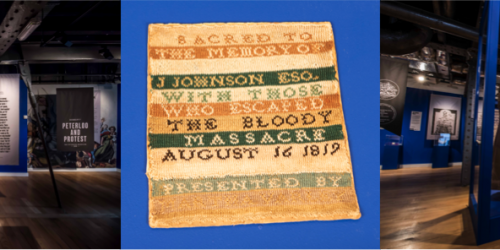 PETERLOO
AND
PROTEST
SACRED TO
THE MEMORY OF
J JOHNSON ESQ.
WITH THOSE
WHO ESCAPED
THE BLOODY
MASSACRE
AUGUST 16 1819
PRESENTED BY